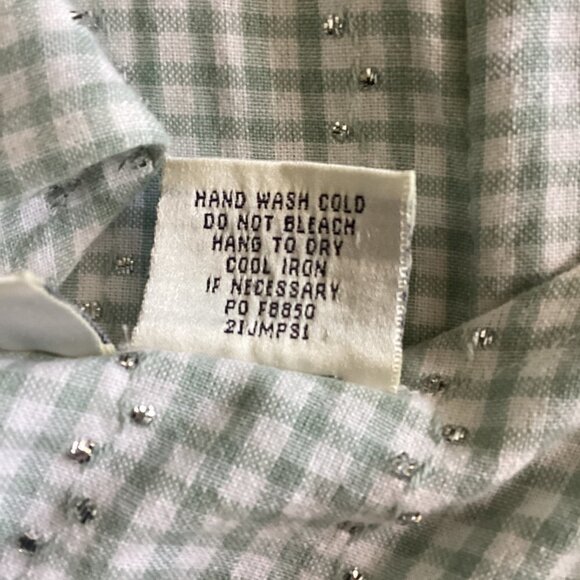 HAND WASH COLD
DO NOT BLEACH
HANG TO DRY
COOL IRON
IF NECESSARY
PO F8850
21JMPS1